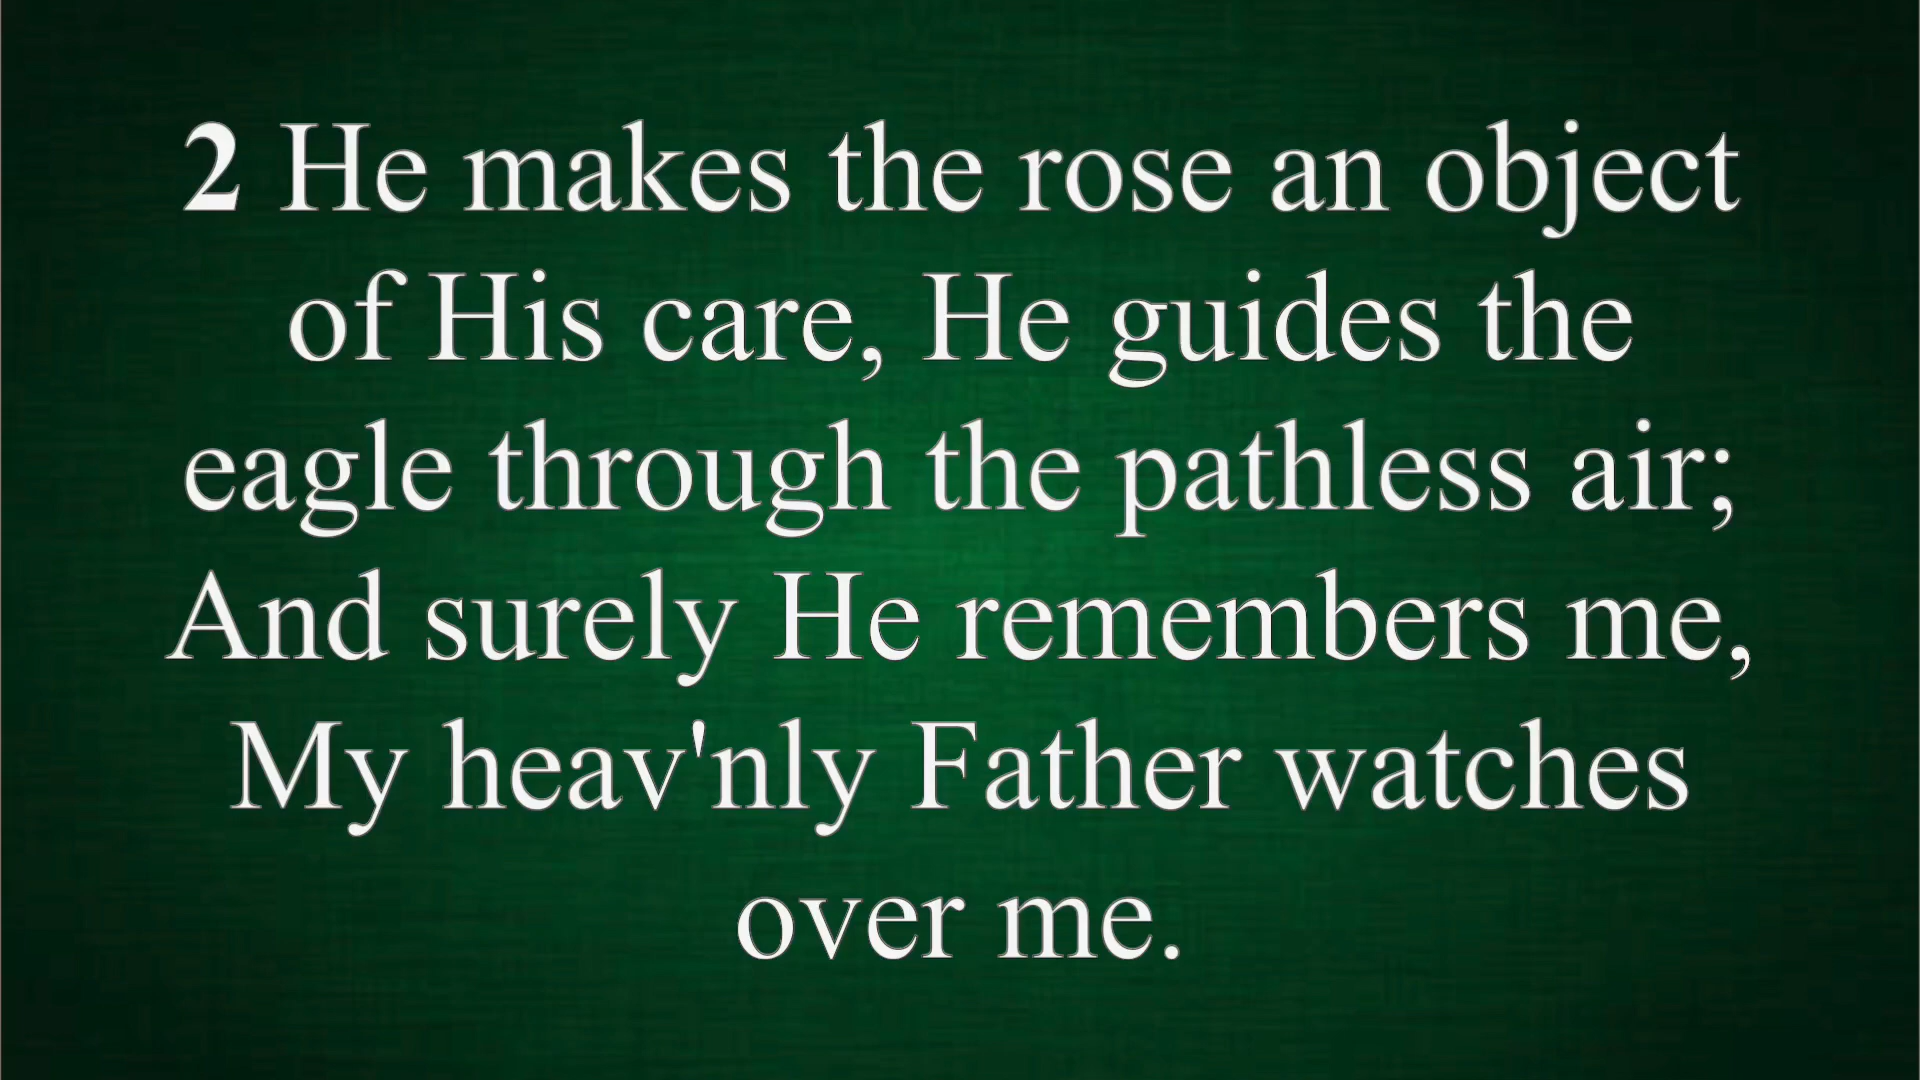 2 He makes the rose an object
of His care, He guides the
eagle through the pathless air;
And surely He remembers me,
My heav'nly Father watches
over me.